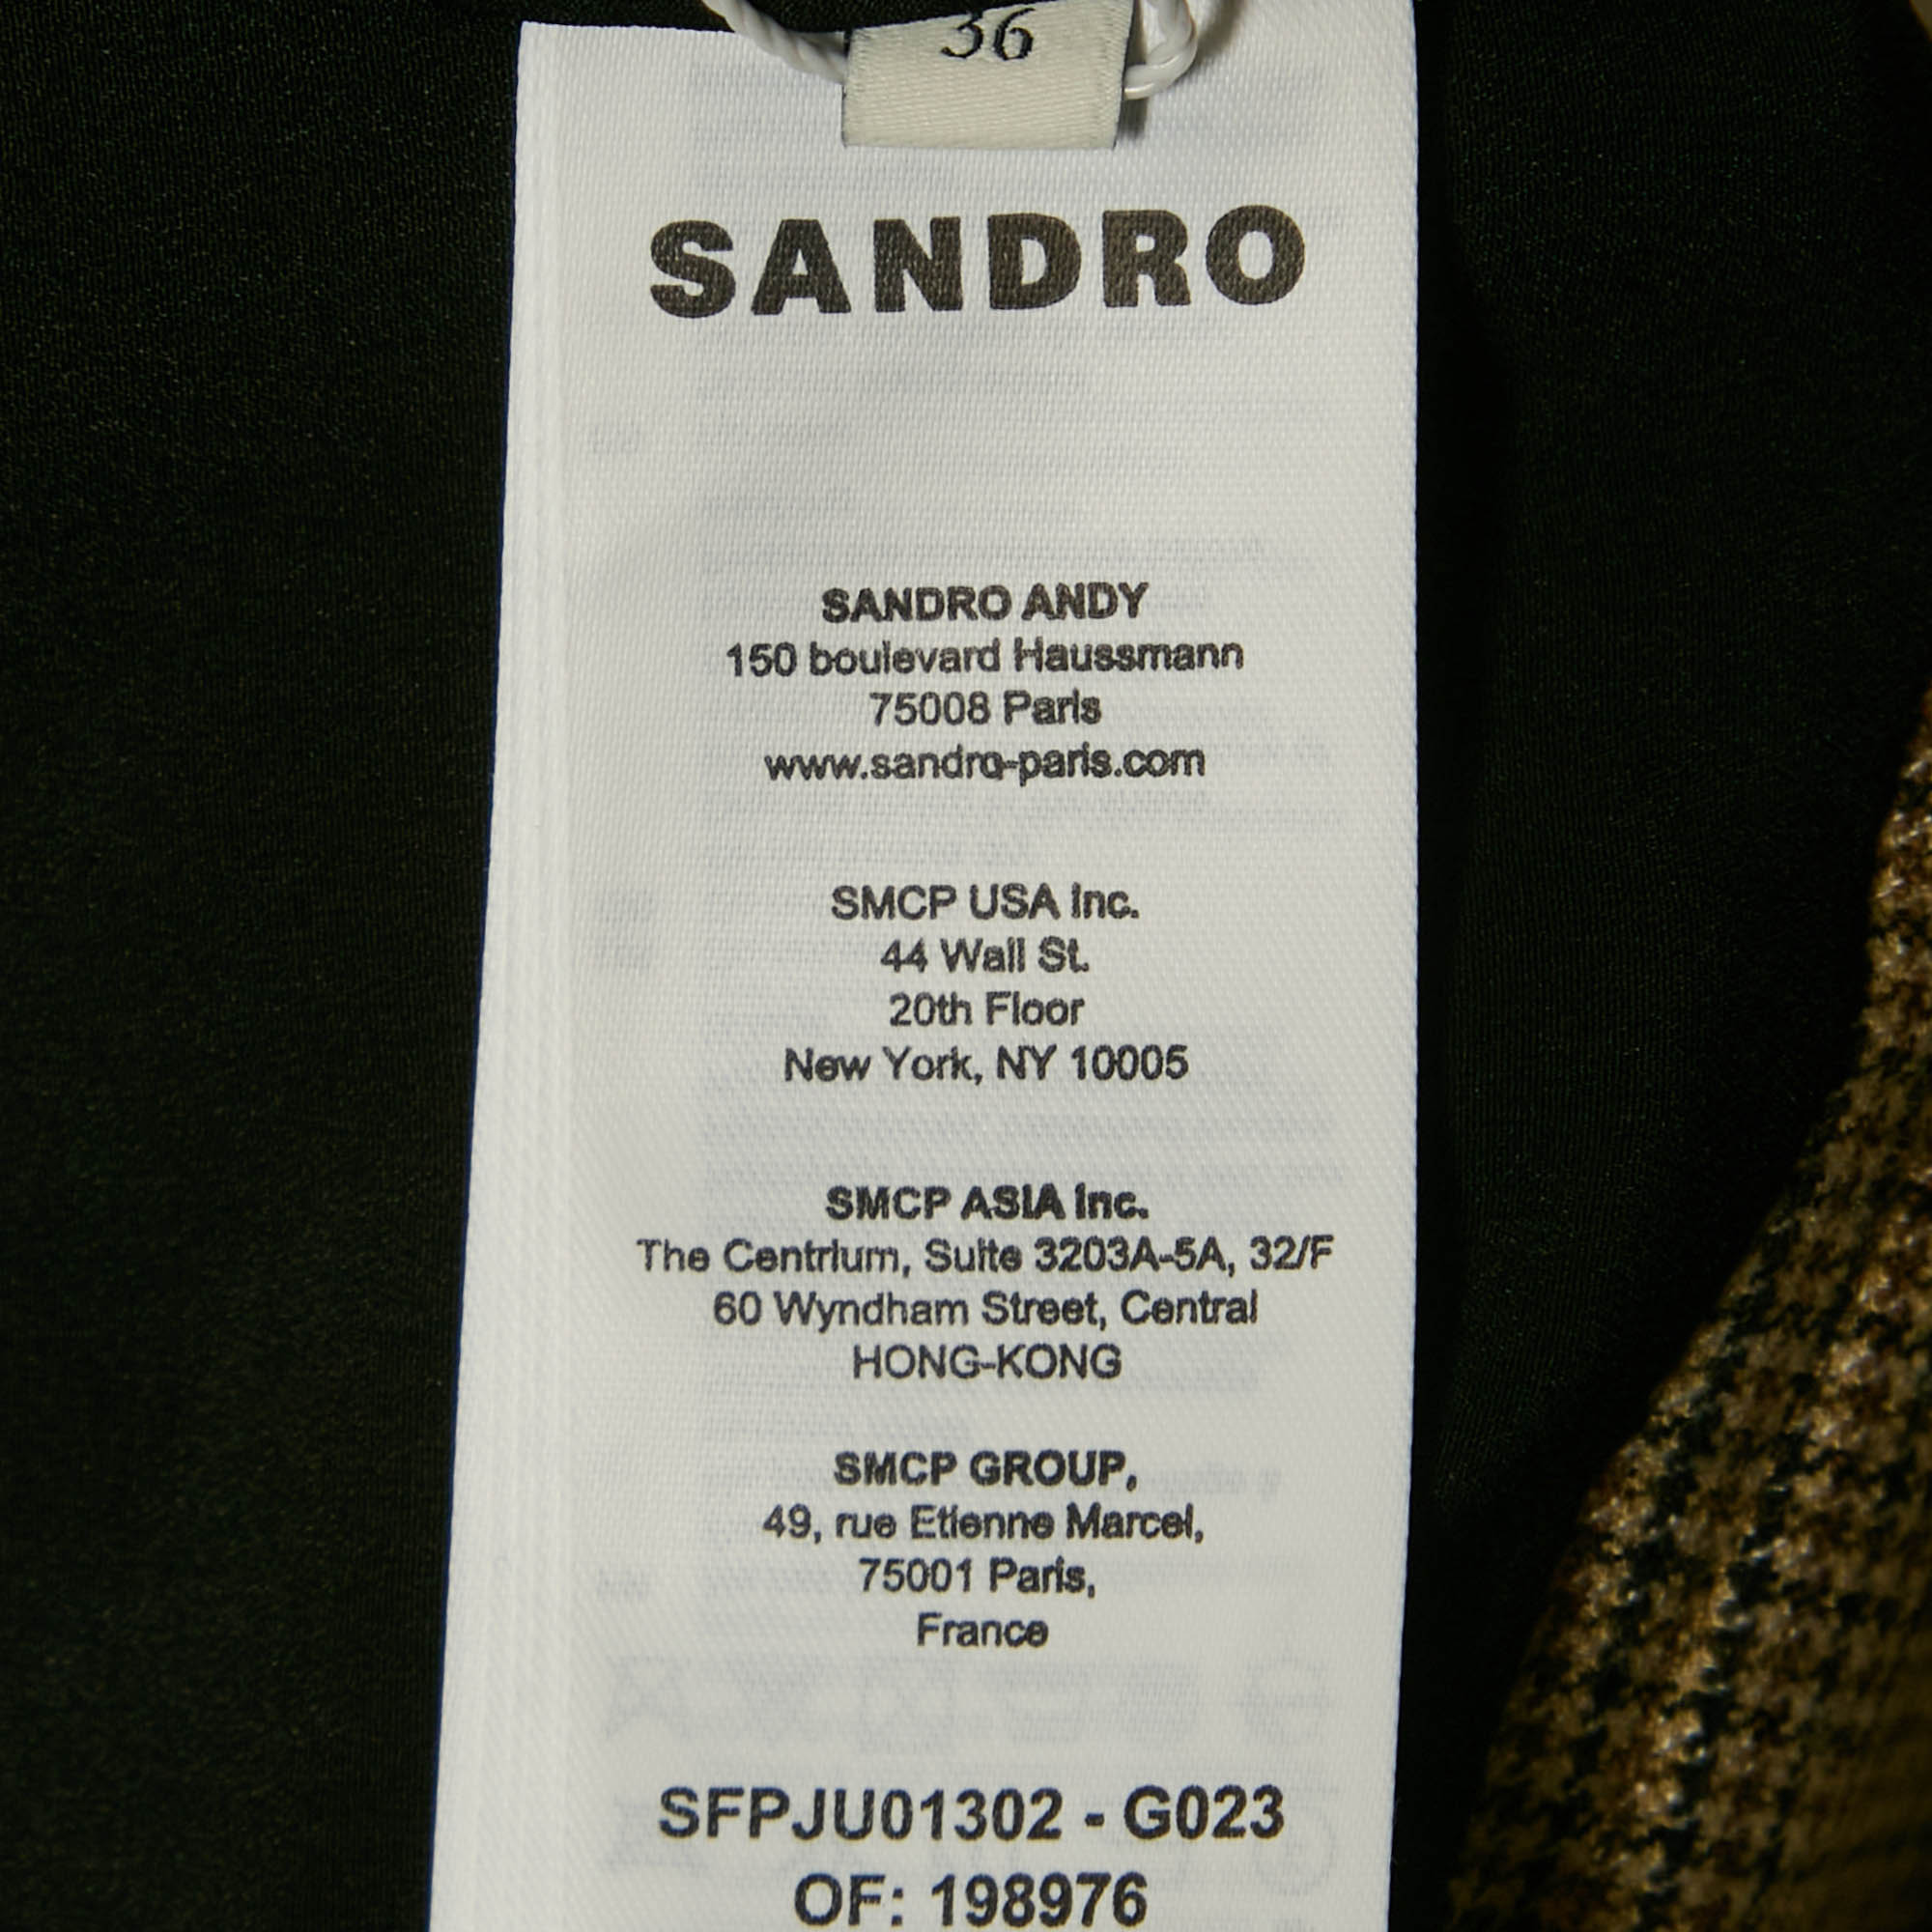 36
SANDRO
SANDRO ANDY
150 boulevard Haussmann
75008 Paris
www.sandro-paris.com
SMCP USA Inc.
44 Wall St.
20th Floor
New York, NY 10005
SMCP ASIA Inc.
The Centrium, Suite 3203A-5A, 32/F
60 Wyndham Street, Central
HONG-KONG
SMCP GROUP,
49, rue Etienne Marcel,
75001 Paris,
France
SFPJU01302 - G023
OF: 198976